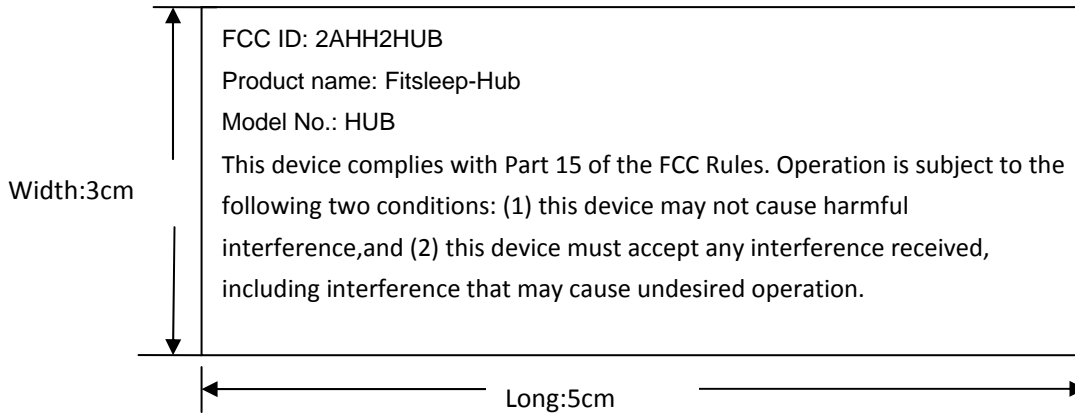 FCC ID: 2AHH2HUB
Product name: Fitsleep-Hub
Model No.: HUB
This device complies with Part 15 of the FCC Rules. Operation is subject to the
following two conditions: (1) this device may not cause harmful
interference,and (2) this device must accept any interference received,
including interference that may cause undesired operation.
Width:3cm
Long:5cm